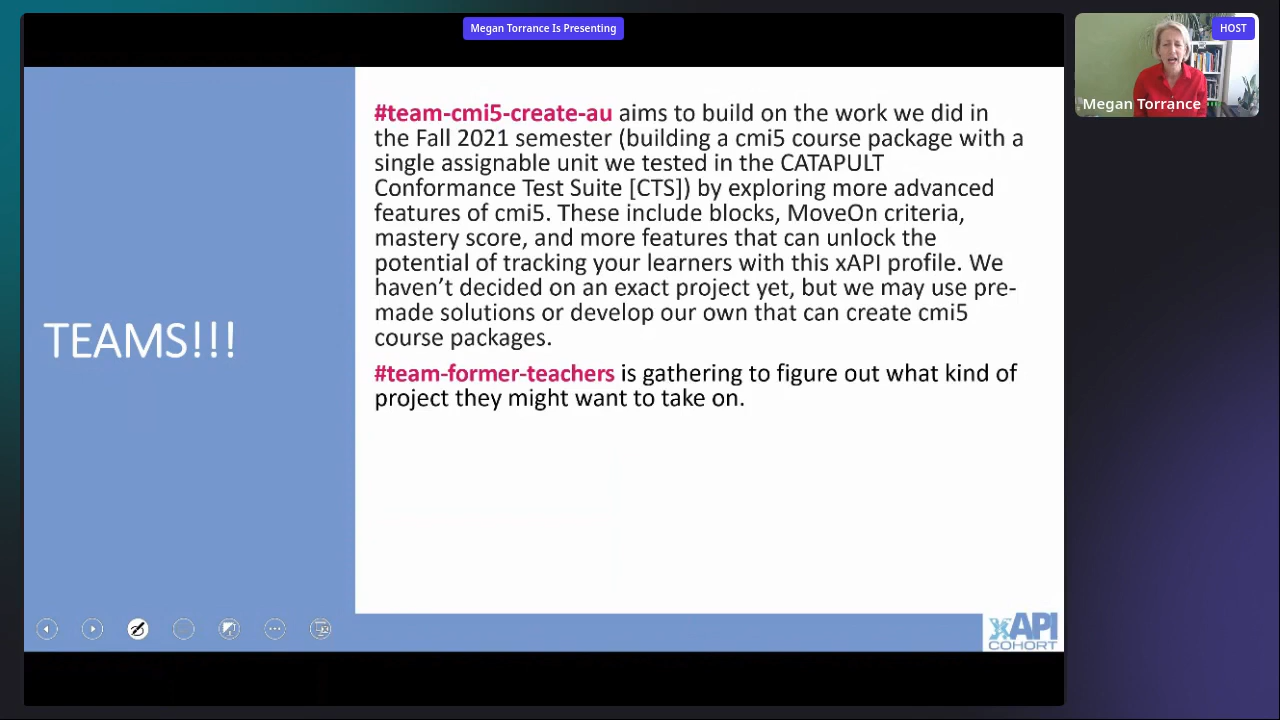 Megan Torrance Is Presenting
HOST
Megan Torrance
#team-cmi5-create-au aims to build on the work we did in
the Fall 2021 semester (building a cmi5 course package with a
single assignable unit we tested in the CATAPULT
Conformance Test Suite [CTS]) by exploring more advanced
features of cmi5. These include blocks, MoveOn criteria,
mastery score, and more features that can unlock the
potential of tracking your learners with this xAPI profile. We
haven't decided on an exact project yet, but we may use pre-
made solutions or develop our own that can create cmi5
course packages.
#team-former-teachers is gathering to figure out what kind of
project they might want to take on.
TEAMS!!!
xAPI
COHORT